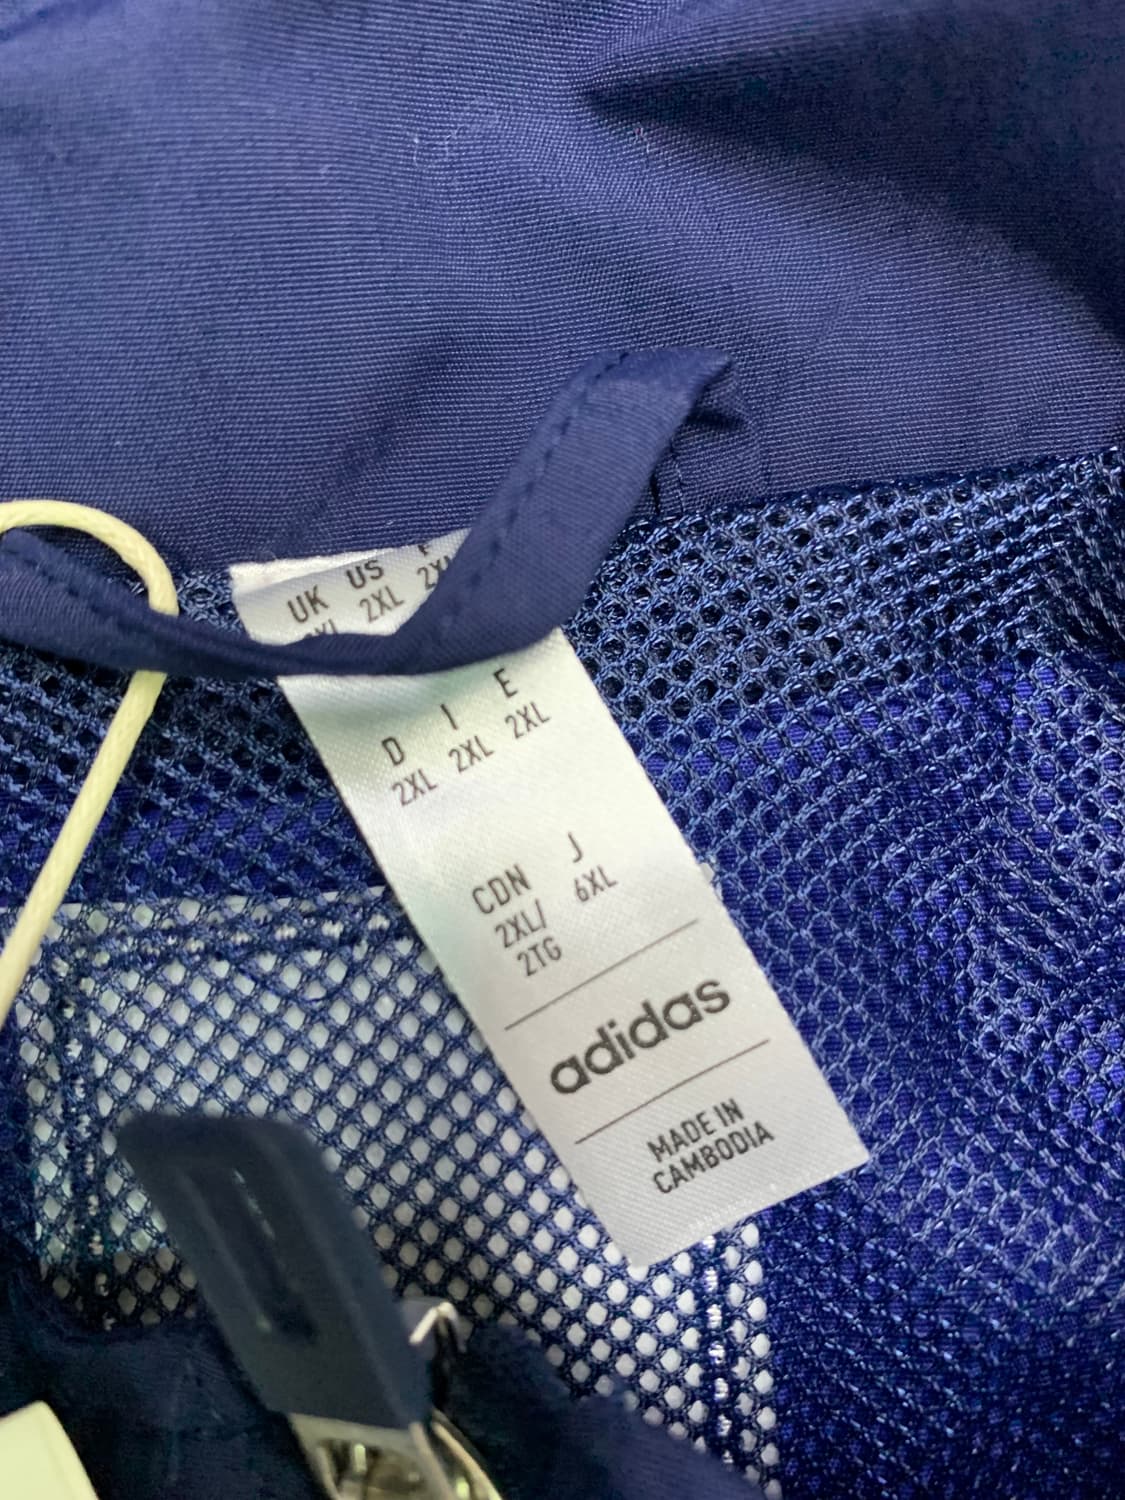 UK US
2XL
D I E
2XL 2XL 2XL
CDN J
2XL/ 6XL
2TG
adidas
MADE IN
CAMBODIA